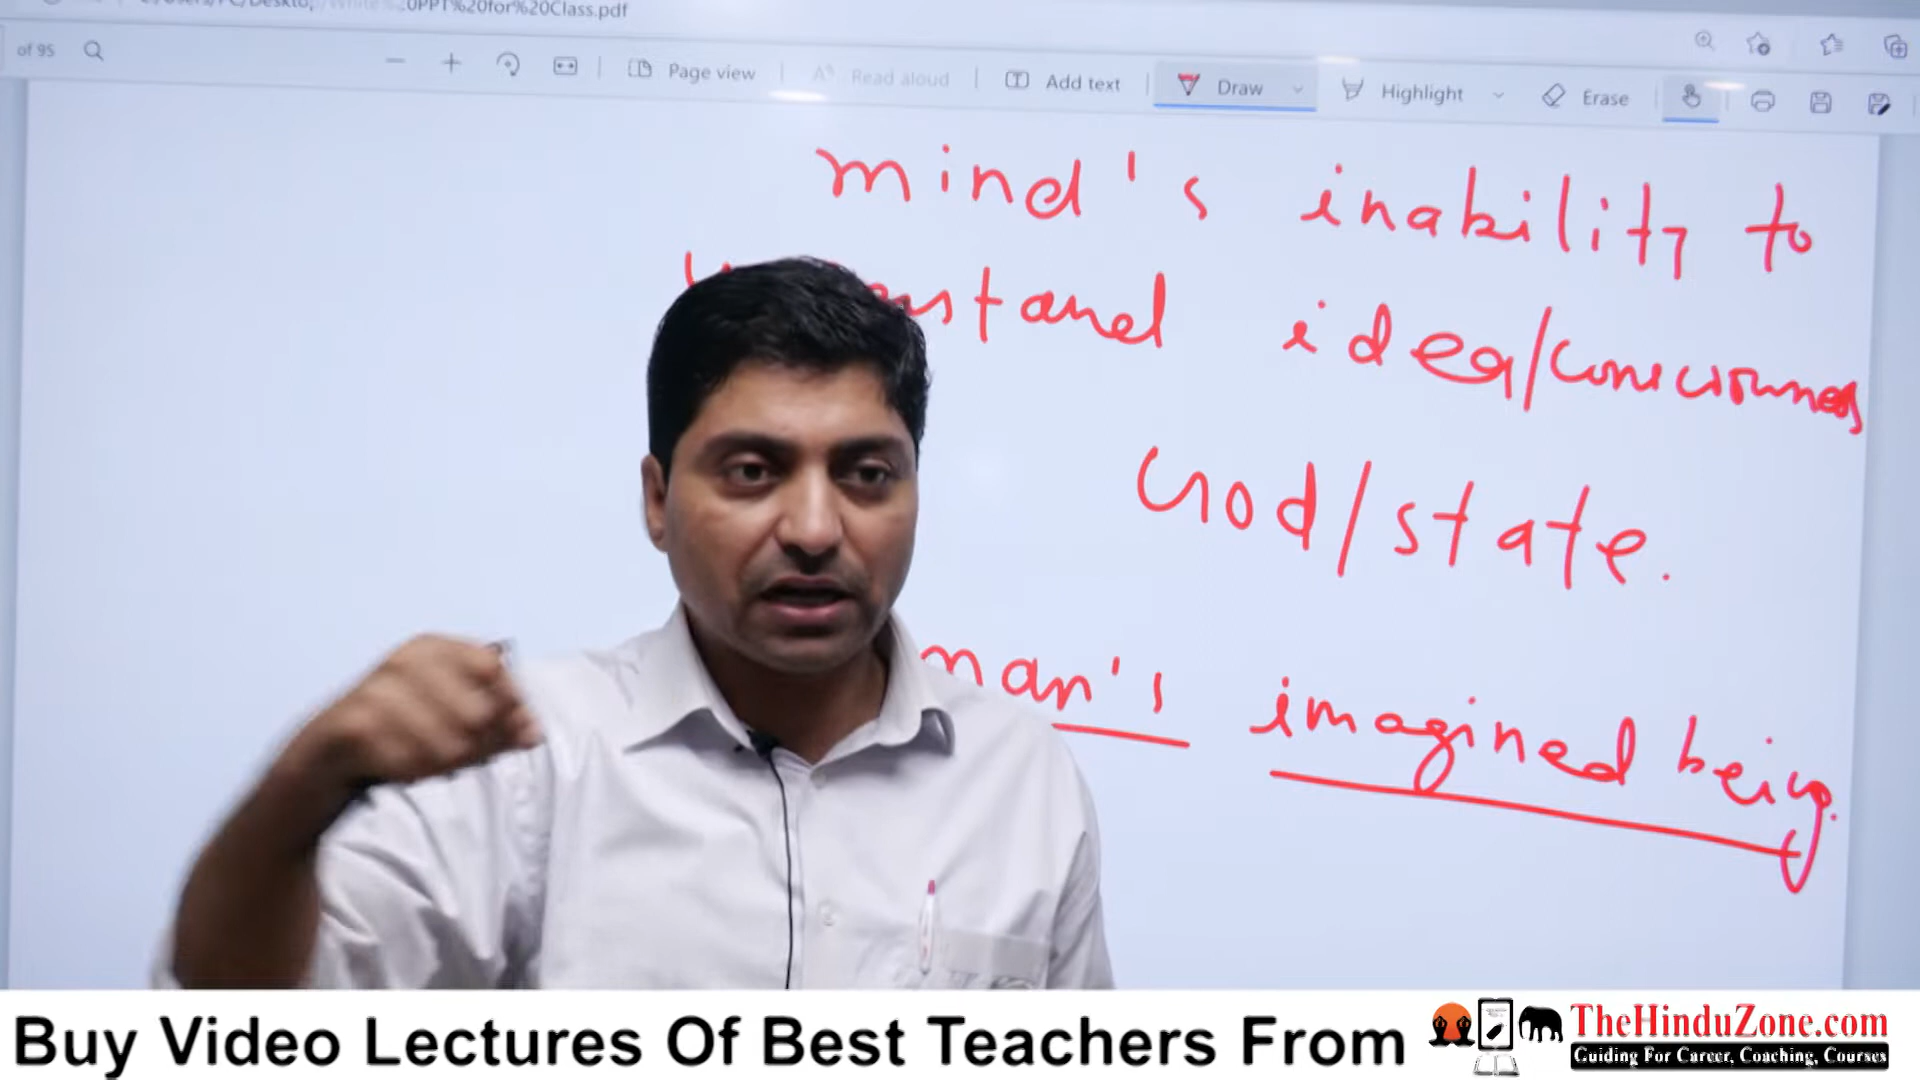 0PPT%20for%20Class.pdf
of 95
Page view
Read aloud
Add text
Draw
Highlight
Erase
mind's inability to
idea/consciousness
God/state.
man's imagined being.
Buy Video Lectures Of Best Teachers From
TheHinduZone.com
Guiding For Career, Coaching, Courses